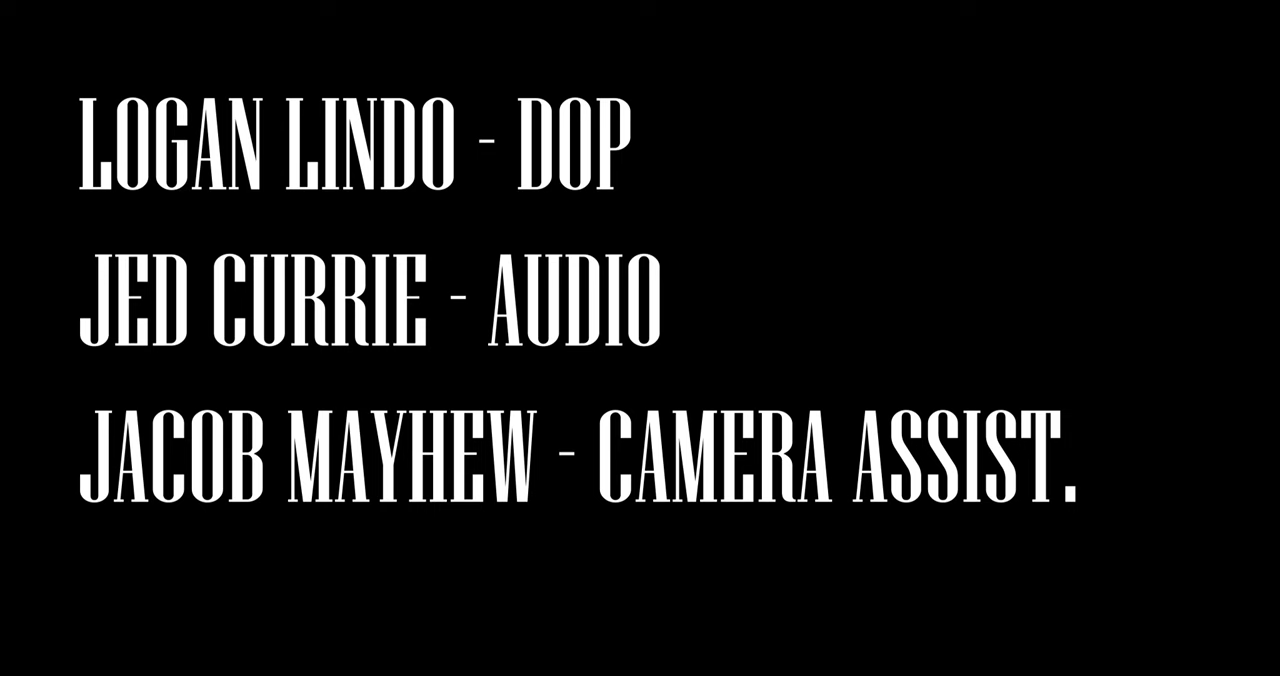 LOGAN LINDO - DOP
JED CURRIE - AUDIO
JACOB MAYHEW - CAMERA ASSIST.